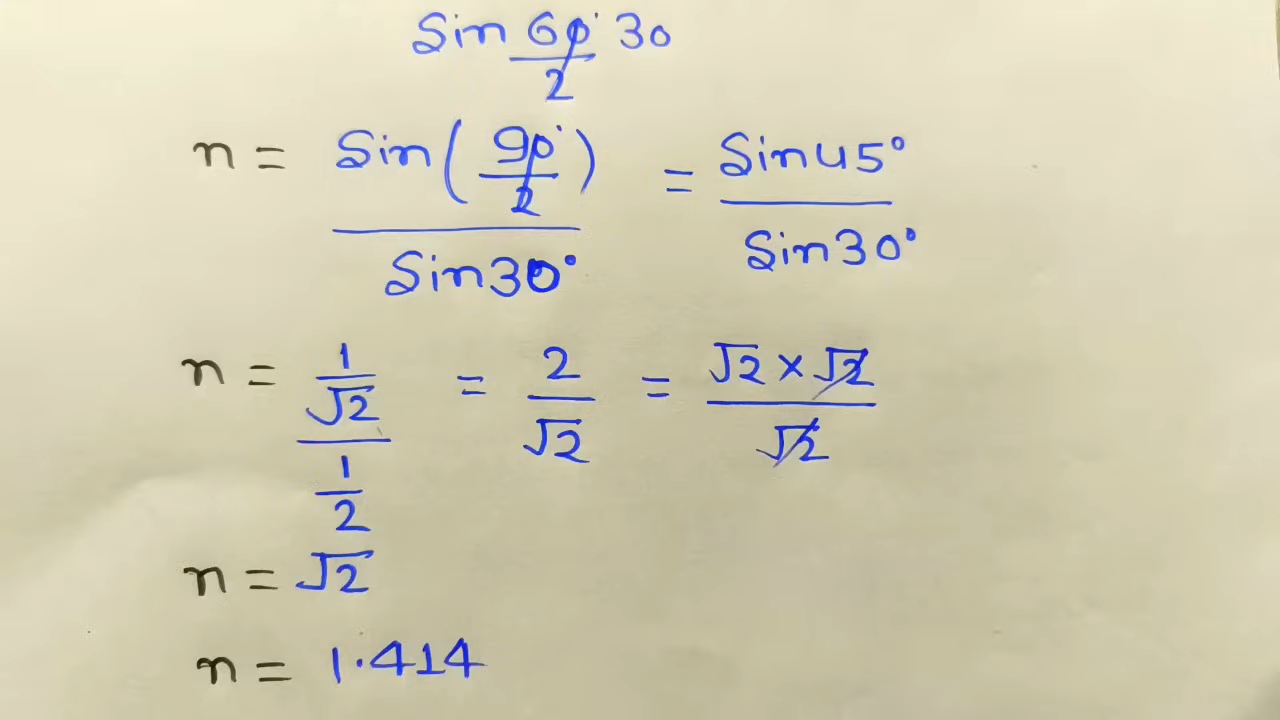 Sin 60°/2 30
n = Sin(90°/2)/Sin30° = Sin45°/Sin30°
n = (1/√2)/(1/2) = 2/√2 = (√2 × √2)/√2
n = √2
n = 1.414